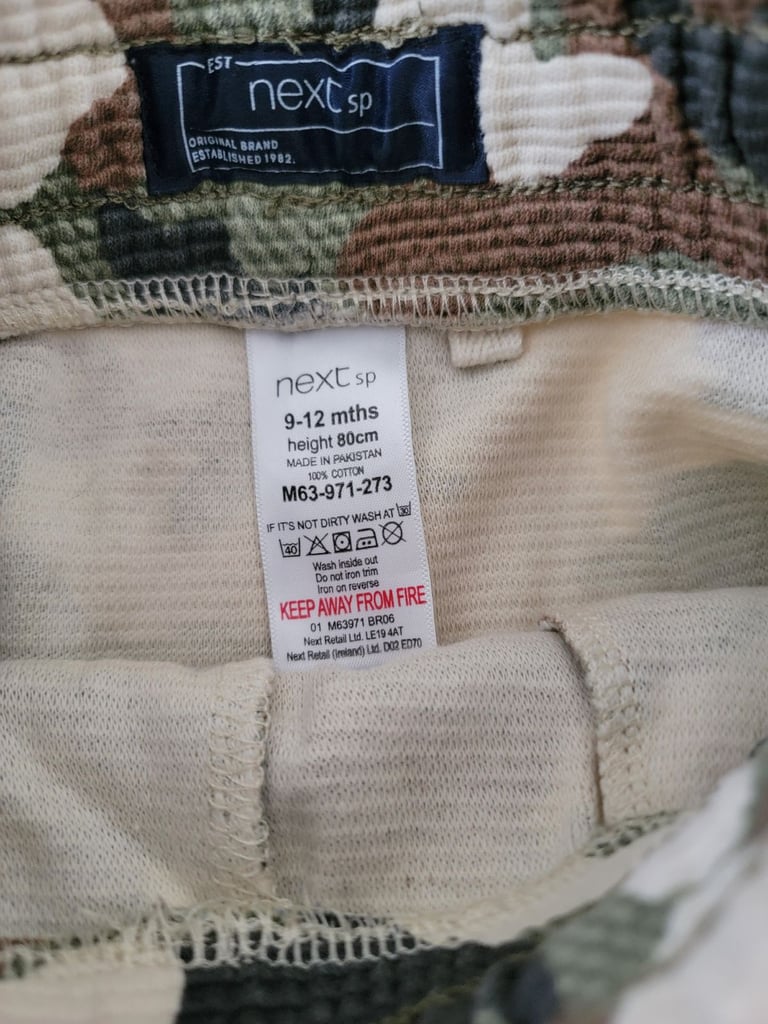 EST
next sp
ORIGINAL BRAND
ESTABLISHED 1982.
next sp
9-12 mths
height 80cm
MADE IN PAKISTAN
100% COTTON
M63-971-273
IF IT'S NOT DIRTY WASH AT 30
40
Wash inside out
Do not iron trim
Iron on reverse
KEEP AWAY FROM FIRE
01 M63971 BR06
Next Retail Ltd. LE19 4AT
Next Retail (Ireland) Ltd. D02 ED70